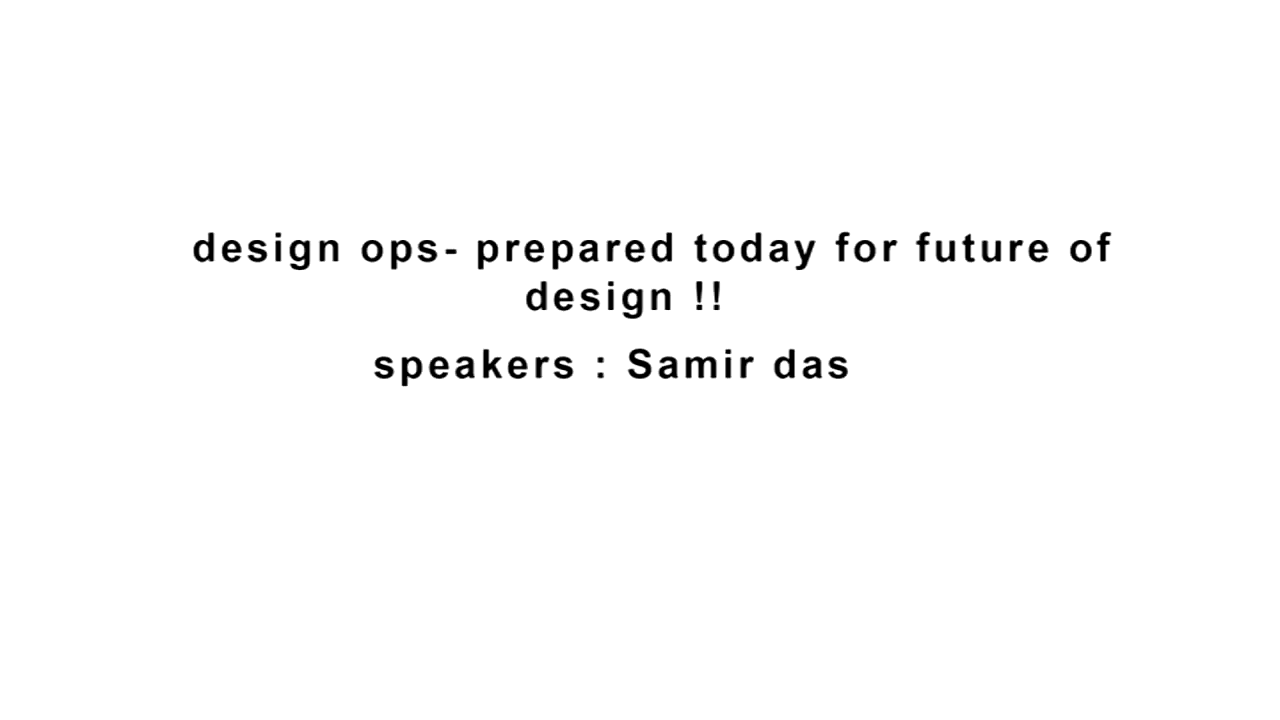 design ops- prepared today for future of
design !!
speakers : Samir das